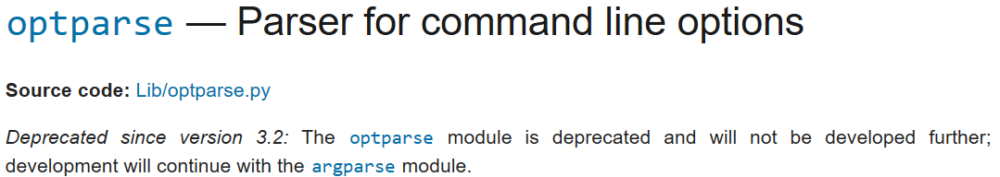 optparse — Parser for command line options
Source code: Lib/optparse.py
Deprecated since version 3.2: The optparse module is deprecated and will not be developed further;
development will continue with the argparse module.